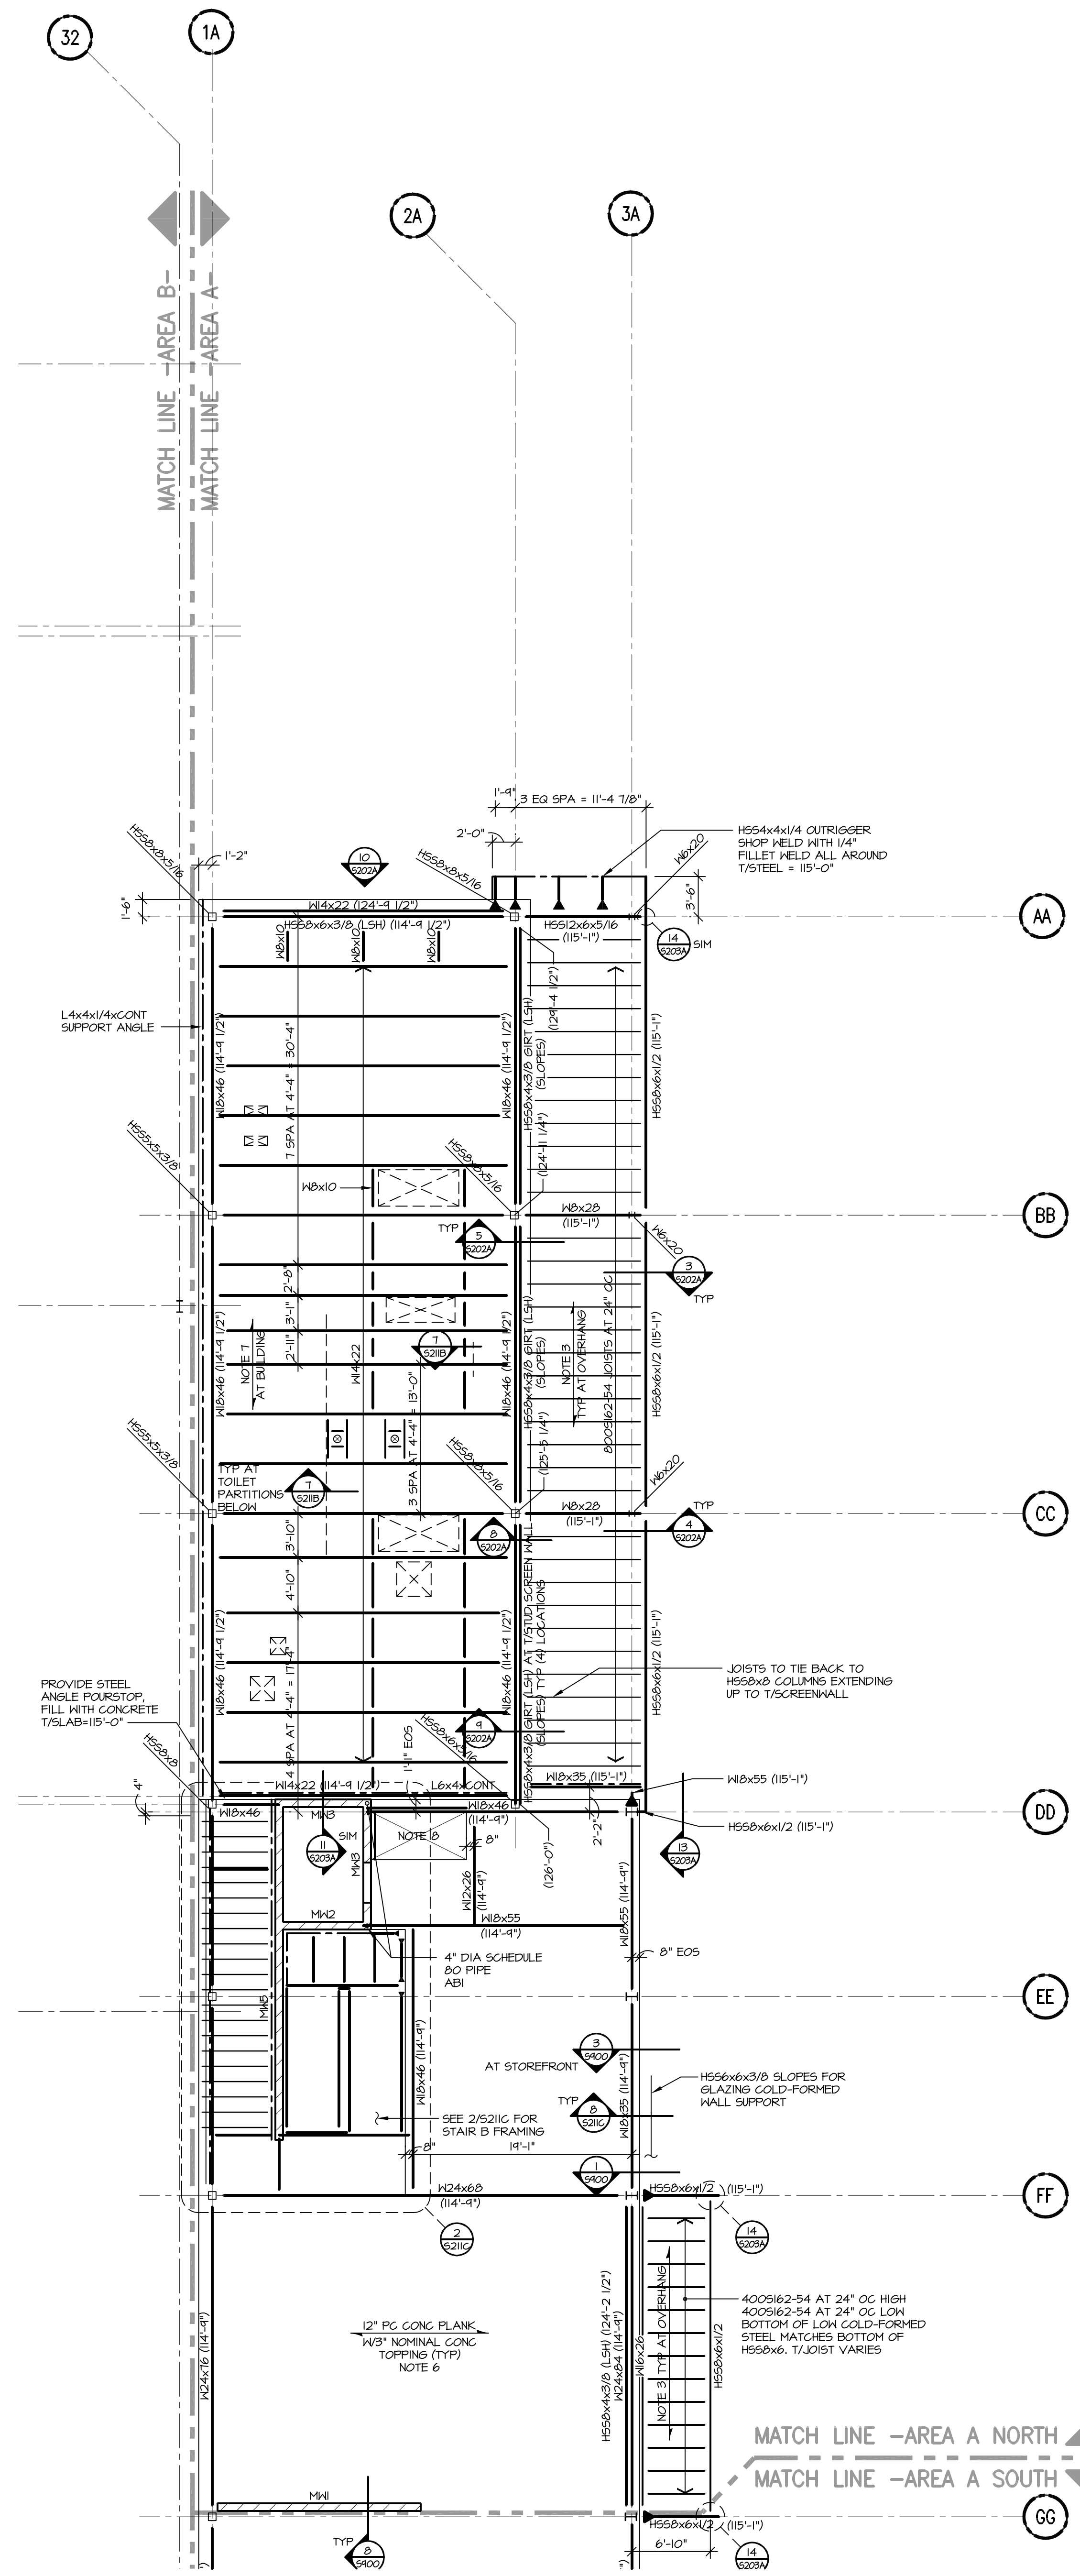 32
1A
2A
3A
MATCH LINE -AREA B-
MATCH LINE -AREA A-
1'-9"
3 EQ SPA = 11'-4 7/8"
2'-0"
HSS4x4x1/4 OUTRIGGER
SHOP WELD WITH 1/4"
FILLET WELD ALL AROUND
T/STEEL = 115'-0"
HSS8x8x5/16
1'-2"
10
S202A
HSS8x8x5/16
W6x20
3'-6"
1'-6"
W14x22 (124'-9 1/2")
HSS8x6x3/8 (LSH) (114'-9 1/2")
HSS12x6x5/16
(115'-1")
AA
14
S203A
SIM
W8x10
W8x10
W8x10
L4x4x1/4xCONT
SUPPORT ANGLE
W18x46 (114'-9 1/2")
7 SPA AT 4'-4" = 30'-4"
W18x46 (114'-9 1/2")
HSS8x4x3/8 GIRT (LSH)
(SLOPES)
(129'-4 1/2")
HSS8x6x1/2 (115'-1")
HSS5x5x3/8
HSS8x8x5/16
(124'-11 1/4")
W8x10
W8x28
(115'-1")
BB
TYP
5
S202A
W6x20
3
S202A
TYP
2'-8"
3'-1"
2'-11"
NOTE 7
AT BUILDING
W18x46 (114'-9 1/2")
W14x22
7
S211B
W18x46 (114'-9 1/2")
HSS8x4x3/8 GIRT (LSH)
(SLOPES)
NOTE 3
TYP AT OVERHANG
800S162-54 JOISTS AT 24" OC
HSS8x6x1/2 (115'-1")
3 SPA AT 4'-4" = 13'-0"
HSS5x5x3/8
HSS8x8x5/16
(125'-5 1/4")
W6x20
TYP AT
TOILET
PARTITIONS
BELOW
7
S211B
W8x28
(115'-1")
CC
TYP
4
S202A
8
S202A
3'-10"
4'-10"
4 SPA AT 4'-4" = 17'-4"
W18x46 (114'-9 1/2")
W18x46 (114'-9 1/2")
HSS8x4x3/8 GIRT (LSH) AT T/STUD SCREEN WALL
(SLOPES) TYP (4) LOCATIONS
HSS8x6x1/2 (115'-1")
JOISTS TO TIE BACK TO
HSS8x8 COLUMNS EXTENDING
UP TO T/SCREENWALL
PROVIDE STEEL
ANGLE POURSTOP,
FILL WITH CONCRETE
T/SLAB=115'-0"
HSS8x8
1'-1" EOS
HSS8x6x5/16
9
S202A
4"
W14x22 (114'-9 1/2")
L6x4xCONT
W18x35 (115'-1")
W18x55 (115'-1")
W18x46
MW3
W18x46
(114'-9")
2'-2"
DD
HSS8x6x1/2 (115'-1")
11
S203A
SIM
MW3
NOTE 8
8"
(126'-0")
13
S203A
W12x26
(114'-9")
MW2
W18x55
(114'-9")
W18x55 (114'-9")
8" EOS
4" DIA SCHEDULE
80 PIPE
AB1
MW5
EE
W18x46 (114'-9")
AT STOREFRONT
3
S900
HSS6x6x3/8 SLOPES FOR
GLAZING COLD-FORMED
WALL SUPPORT
TYP
8
S211C
W18x35 (114'-9")
SEE 2/S211C FOR
STAIR B FRAMING
8"
19'-1"
1
S900
W24x68
(114'-9")
HSS8x6x1/2
(115'-1")
FF
2
S211C
14
S203A
W24x76 (114'-9")
12" PC CONC PLANK
W/3" NOMINAL CONC
TOPPING (TYP)
NOTE 6
HSS8x4x3/8 (LSH) (124'-2 1/2")
W24x84 (114'-9")
W16x26
NOTE 3 TYP AT OVERHANG
HSS8x6x1/2
400S162-54 AT 24" OC HIGH
400S162-54 AT 24" OC LOW
BOTTOM OF LOW COLD-FORMED
STEEL MATCHES BOTTOM OF
HSS8x6. T/JOIST VARIES
MATCH LINE -AREA A NORTH
MATCH LINE -AREA A SOUTH
MW1
HSS8x6x1/2
(115'-1")
GG
6'-10"
TYP
8
S900
14
S203A